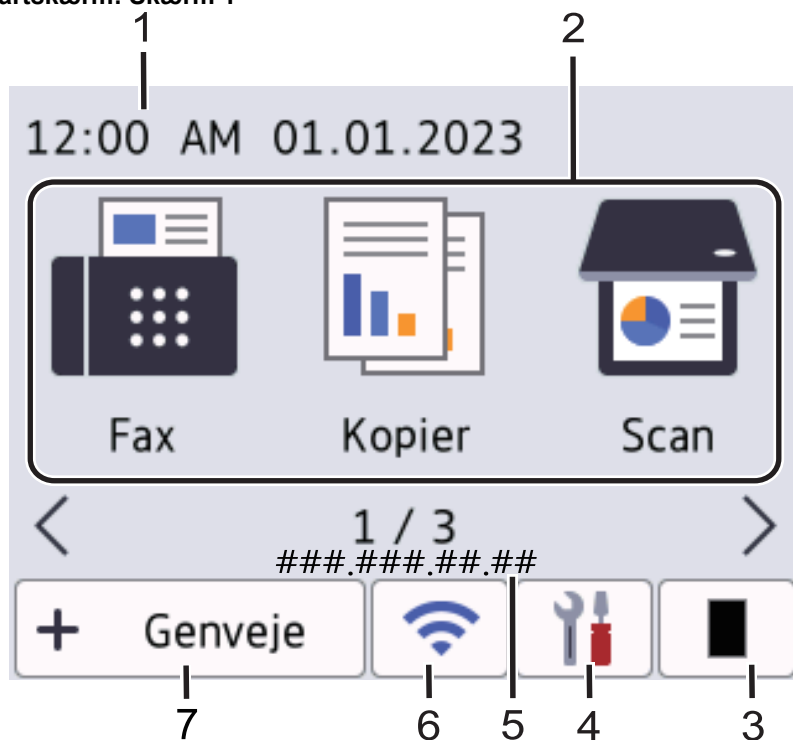 1 2
12:00 AM 01.01.2023
Fax Kopier Scan
1 / 3
###.###.##.##
+ Genveje
7 6 5 4 3